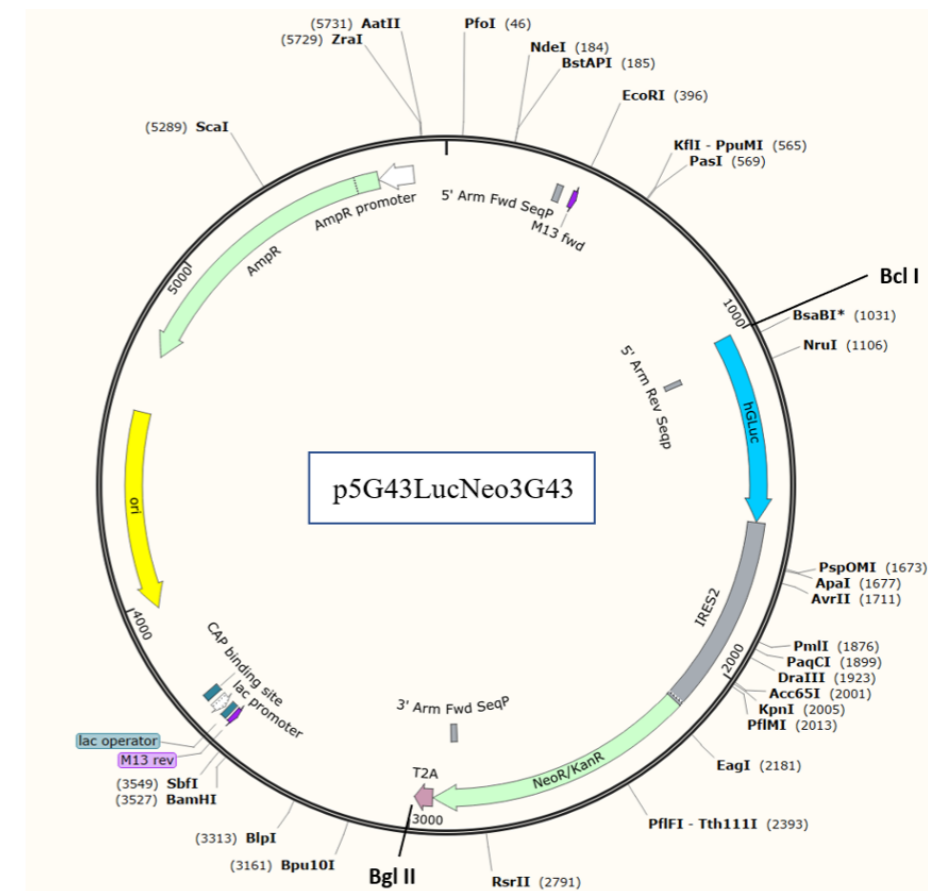 (5731) AatII
(5729) ZraI
PfoI (46)
NdeI (184)
BstAPI (185)
EcoRI (396)
(5289) ScaI
KflI - PpuMI (565)
PasI (569)
5' Arm Fwd SeqP
M13 fwd
AmpR promoter
AmpR
5000
Bcl I
1000
BsaBI* (1031)
NruI (1106)
5' Arm Rev Seqp
hGLuc
p5G43LucNeo3G43
ori
PspOMI (1673)
ApaI (1677)
AvrII (1711)
IRES2
4000
PmlI (1876)
PaqCI (1899)
2000
DraIII (1923)
Acc65I (2001)
KpnI (2005)
PflMI (2013)
CAP binding site
lac promoter
3' Arm Fwd SeqP
lac operator
M13 rev
EagI (2181)
NeoR/KanR
T2A
(3549) SbfI
(3527) BamHI
3000
PflFI - Tth111I (2393)
(3313) BlpI
(3161) Bpu10I
Bgl II
RsrII (2791)